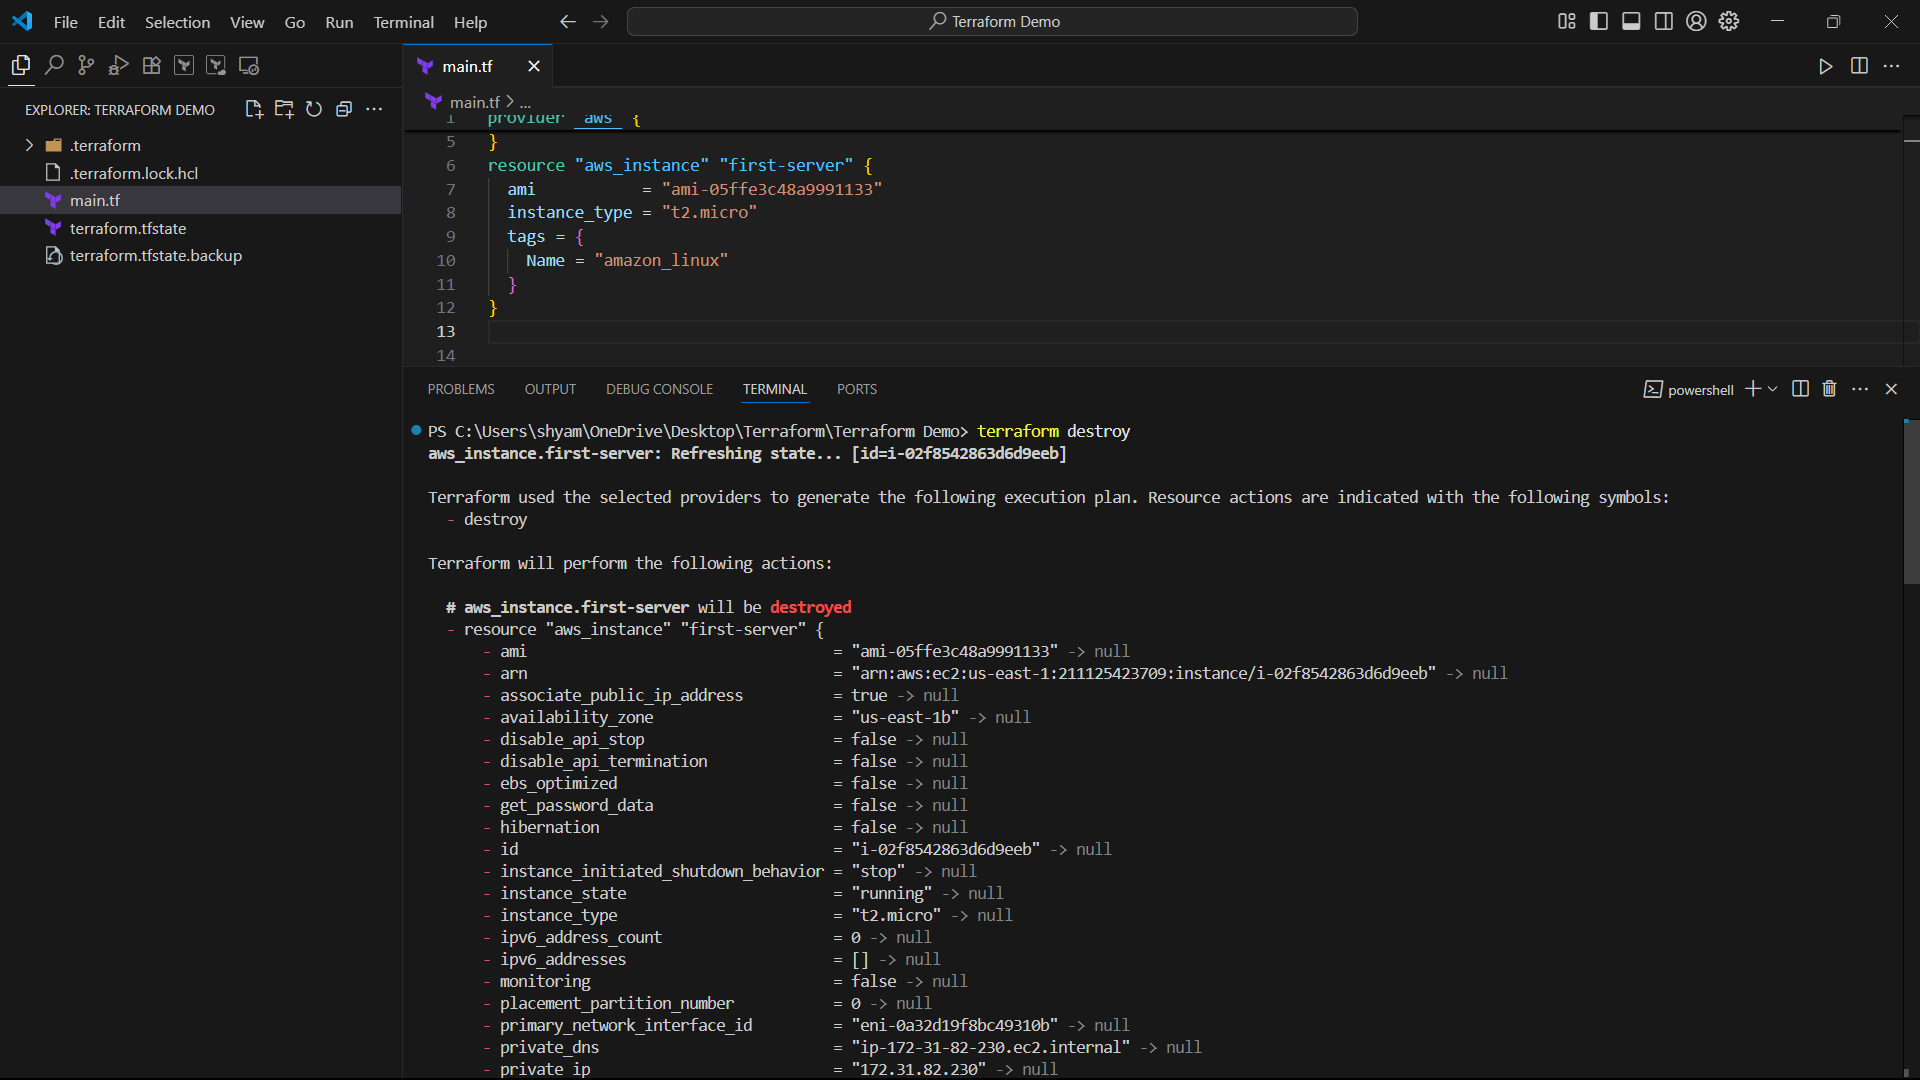 File Edit Selection View Go Run Terminal Help
Terraform Demo
EXPLORER: TERRAFORM DEMO
.terraform
.terraform.lock.hcl
main.tf
terraform.tfstate
terraform.tfstate.backup
main.tf
main.tf > ...
1 provider "aws" {
5 }
6 resource "aws_instance" "first-server" {
7 ami = "ami-05ffe3c48a9991133"
8 instance_type = "t2.micro"
9 tags = {
10 Name = "amazon_linux"
11 }
12 }
13
14
PROBLEMS OUTPUT DEBUG CONSOLE TERMINAL PORTS
powershell
PS C:\Users\shyam\OneDrive\Desktop\Terraform\Terraform Demo> terraform destroy
aws_instance.first-server: Refreshing state... [id=i-02f8542863d6d9eeb]
Terraform used the selected providers to generate the following execution plan. Resource actions are indicated with the following symbols:
- destroy
Terraform will perform the following actions:
# aws_instance.first-server will be destroyed
- resource "aws_instance" "first-server" {
- ami = "ami-05ffe3c48a9991133" -> null
- arn = "arn:aws:ec2:us-east-1:211125423709:instance/i-02f8542863d6d9eeb" -> null
- associate_public_ip_address = true -> null
- availability_zone = "us-east-1b" -> null
- disable_api_stop = false -> null
- disable_api_termination = false -> null
- ebs_optimized = false -> null
- get_password_data = false -> null
- hibernation = false -> null
- id = "i-02f8542863d6d9eeb" -> null
- instance_initiated_shutdown_behavior = "stop" -> null
- instance_state = "running" -> null
- instance_type = "t2.micro" -> null
- ipv6_address_count = 0 -> null
- ipv6_addresses = [] -> null
- monitoring = false -> null
- placement_partition_number = 0 -> null
- primary_network_interface_id = "eni-0a32d19f8bc49310b" -> null
- private_dns = "ip-172-31-82-230.ec2.internal" -> null
- private_ip = "172.31.82.230" -> null